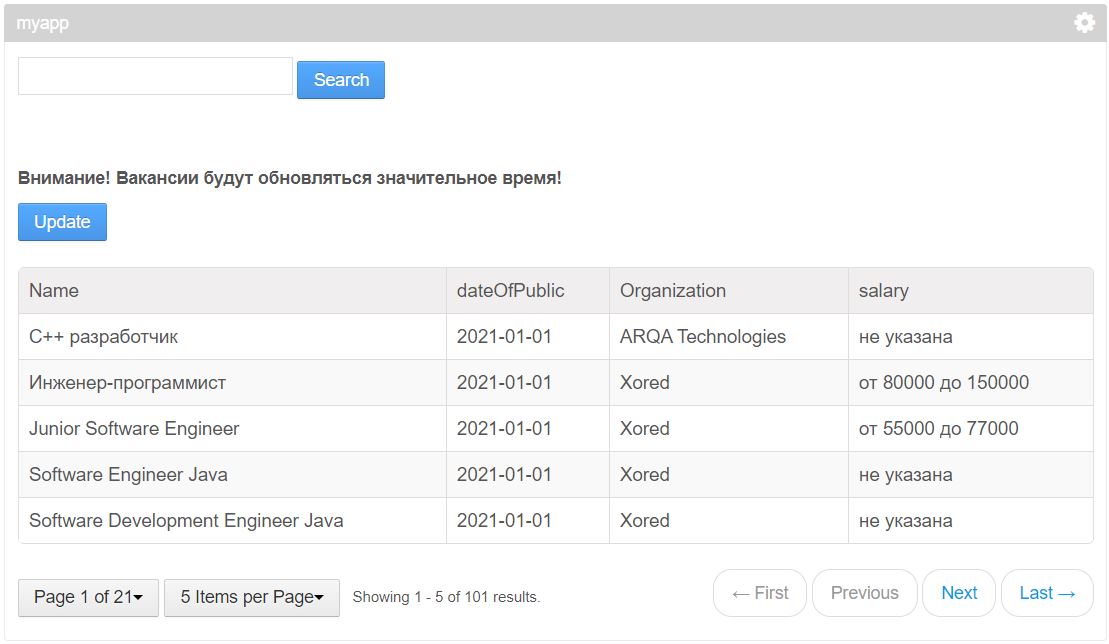 myapp
Search
Внимание! Вакансии будут обновляться значительное время!
Update
Name dateOfPublic Organization salary
C++ разработчик 2021-01-01 ARQA Technologies не указана
Инженер-программист 2021-01-01 Xored от 80000 до 150000
Junior Software Engineer 2021-01-01 Xored от 55000 до 77000
Software Engineer Java 2021-01-01 Xored не указана
Software Development Engineer Java 2021-01-01 Xored не указана
Page 1 of 21 5 Items per Page Showing 1 - 5 of 101 results. ← First Previous Next Last →